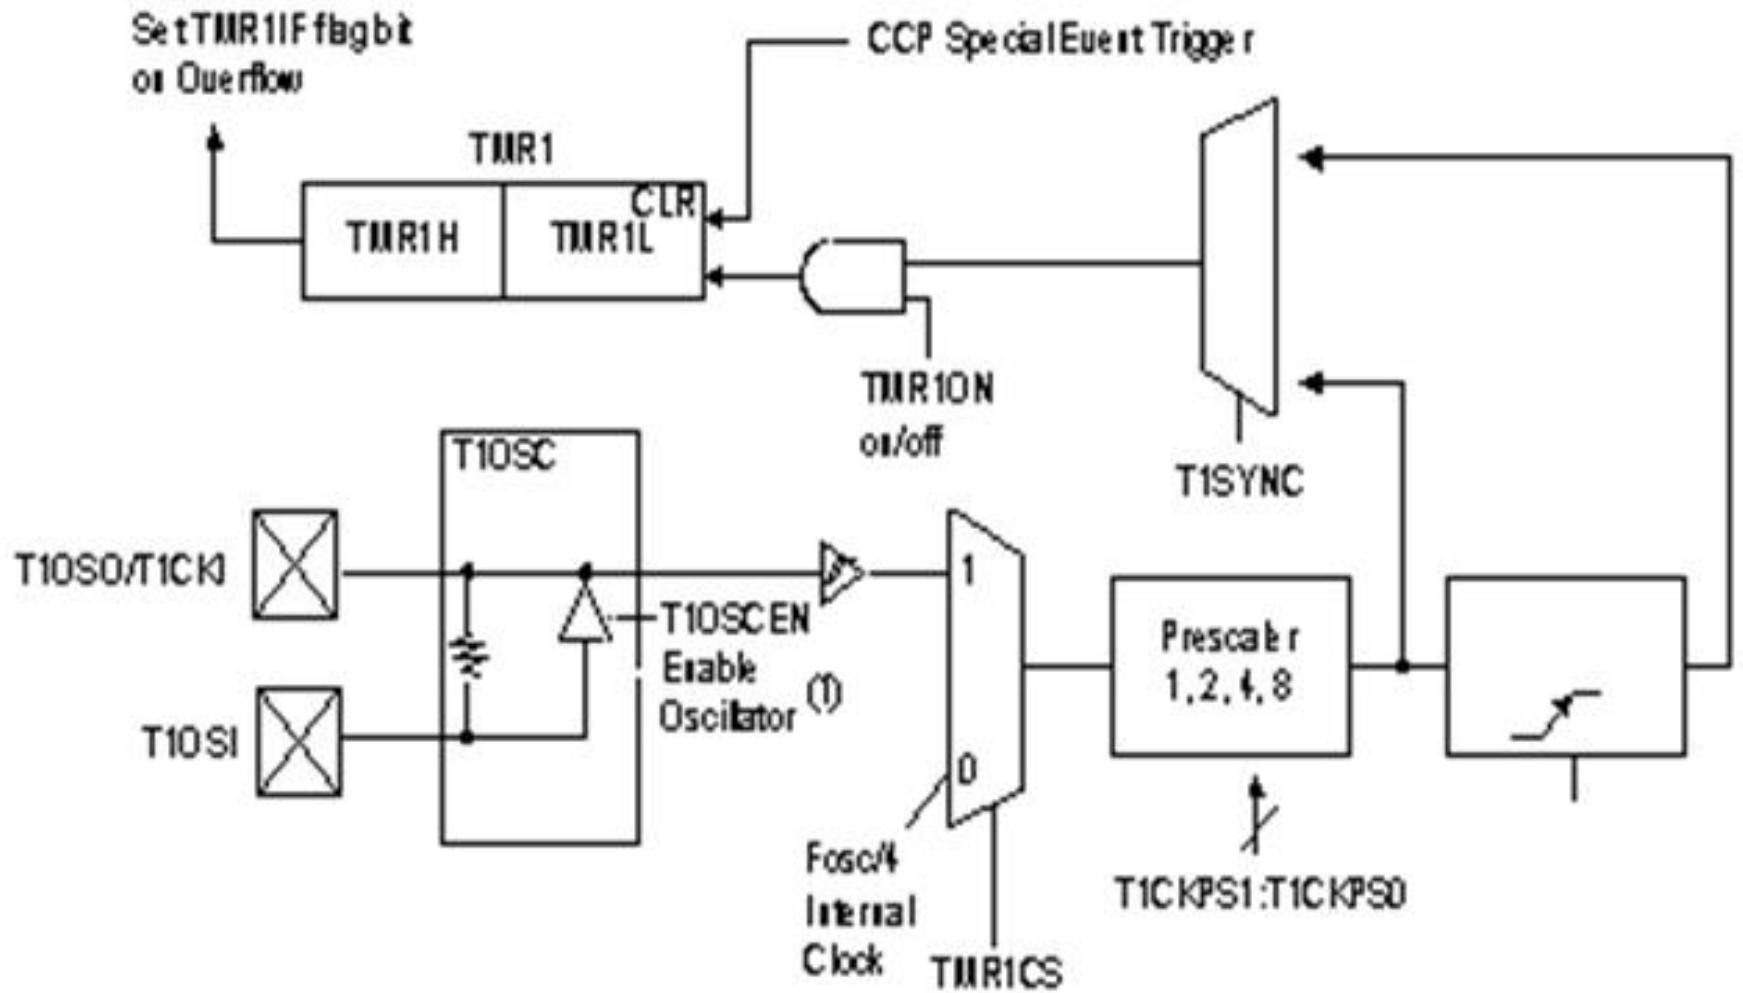 Set TMR1IF flag bit
on Overflow
CCP Special Event Trigger
TMR1
CLR
TMR1H
TMR1L
TMR1ON
on/off
T1SYNC
T1OSC
T1OSO/T1CKI
1
T1OSCEN
Enable
Oscillator (1)
Prescaler
1, 2, 4, 8
T1OSI
0
Fosc/4
Internal
Clock
T1CKPS1:T1CKPS0
TMR1CS